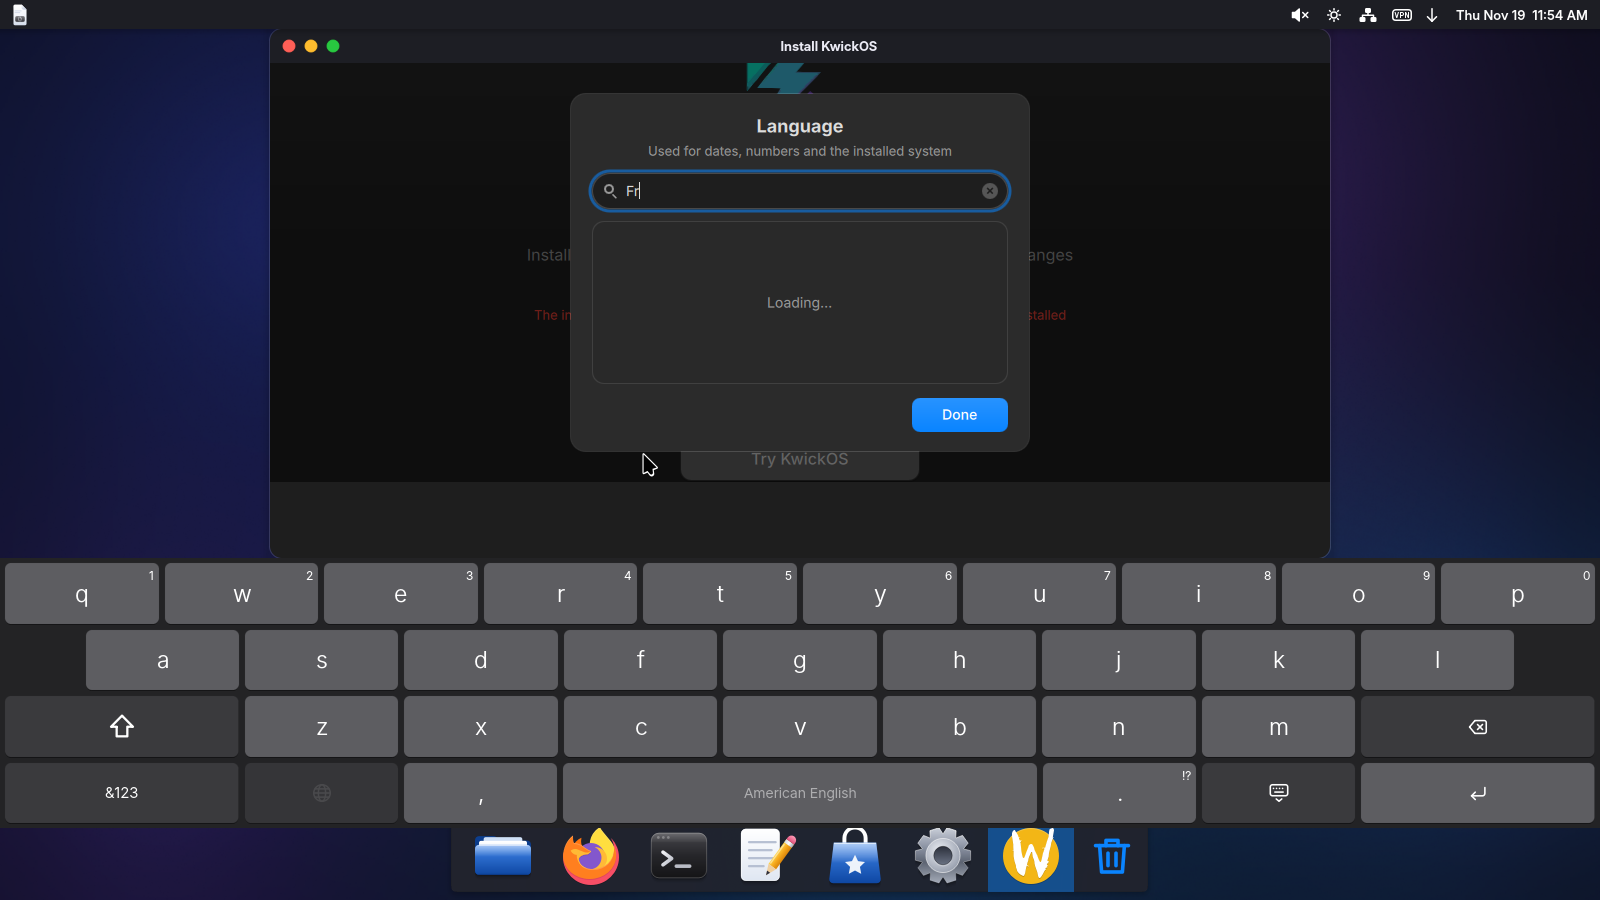 VPN
Thu Nov 19 11:54 AM
Install KwickOS
Language
Used for dates, numbers and the installed system
Fr
Install
anges
Loading...
The in
stalled
Done
Try KwickOS
q 1 w 2 e 3 r 4 t 5 y 6 u 7 i 8 o 9 p 0
a s d f g h j k l
z x c v b n m
&123 , American English . !?
>_ W